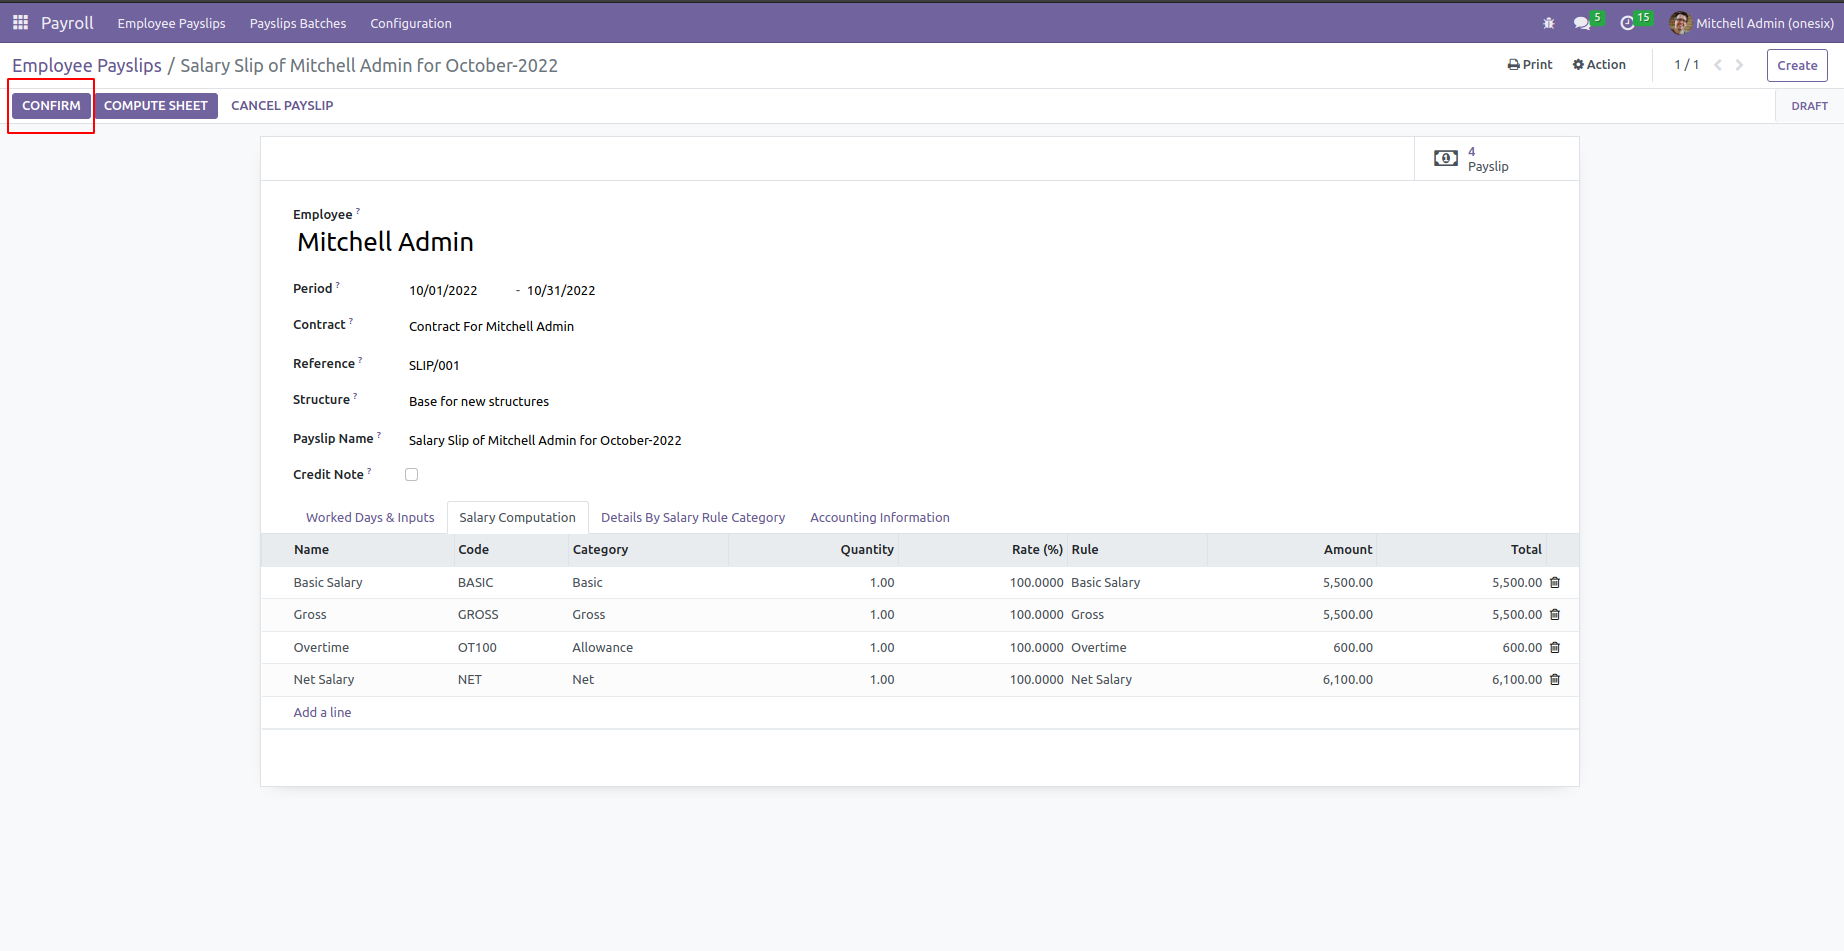 Payroll Employee Payslips Payslips Batches Configuration 5 15 Mitchell Admin (onesix)
Employee Payslips / Salary Slip of Mitchell Admin for October-2022 Print Action 1 / 1 Create
CONFIRM COMPUTE SHEET CANCEL PAYSLIP DRAFT
4
Payslip
Employee ?
Mitchell Admin
Period ? 10/01/2022 - 10/31/2022
Contract ? Contract For Mitchell Admin
Reference ? SLIP/001
Structure ? Base for new structures
Payslip Name ? Salary Slip of Mitchell Admin for October-2022
Credit Note ?
Worked Days & Inputs Salary Computation Details By Salary Rule Category Accounting Information
Name Code Category Quantity Rate (%) Rule Amount Total
Basic Salary BASIC Basic 1.00 100.0000 Basic Salary 5,500.00 5,500.00
Gross GROSS Gross 1.00 100.0000 Gross 5,500.00 5,500.00
Overtime OT100 Allowance 1.00 100.0000 Overtime 600.00 600.00
Net Salary NET Net 1.00 100.0000 Net Salary 6,100.00 6,100.00
Add a line